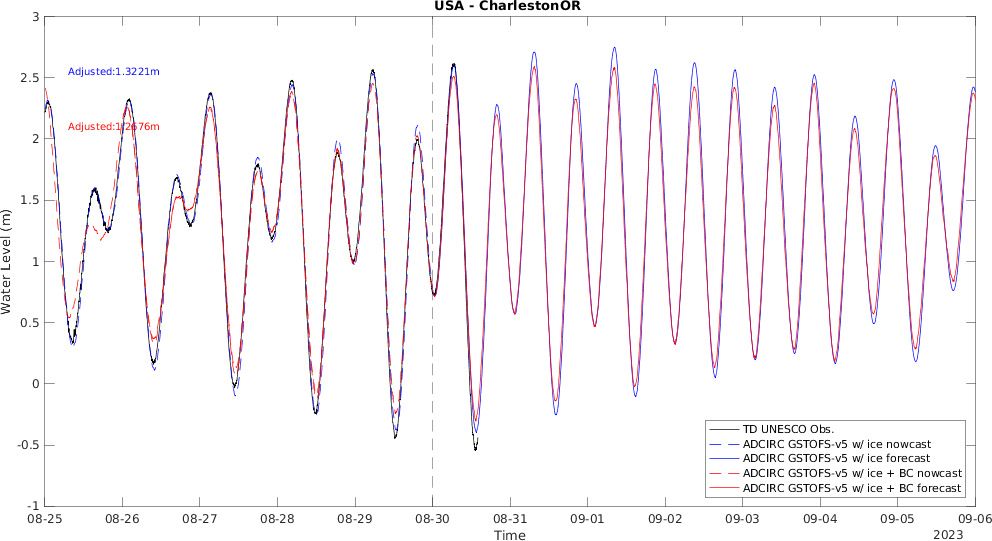 USA - CharlestonOR
3
2.5
2
1.5
1
0.5
0
-0.5
-1
Water Level (m)
Adjusted:1.3221m
Adjusted:1.2676m
TD UNESCO Obs.
ADCIRC GSTOFS-v5 w/ ice nowcast
ADCIRC GSTOFS-v5 w/ ice forecast
ADCIRC GSTOFS-v5 w/ ice + BC nowcast
ADCIRC GSTOFS-v5 w/ ice + BC forecast
08-25 08-26 08-27 08-28 08-29 08-30 08-31 09-01 09-02 09-03 09-04 09-05 09-06
Time
2023